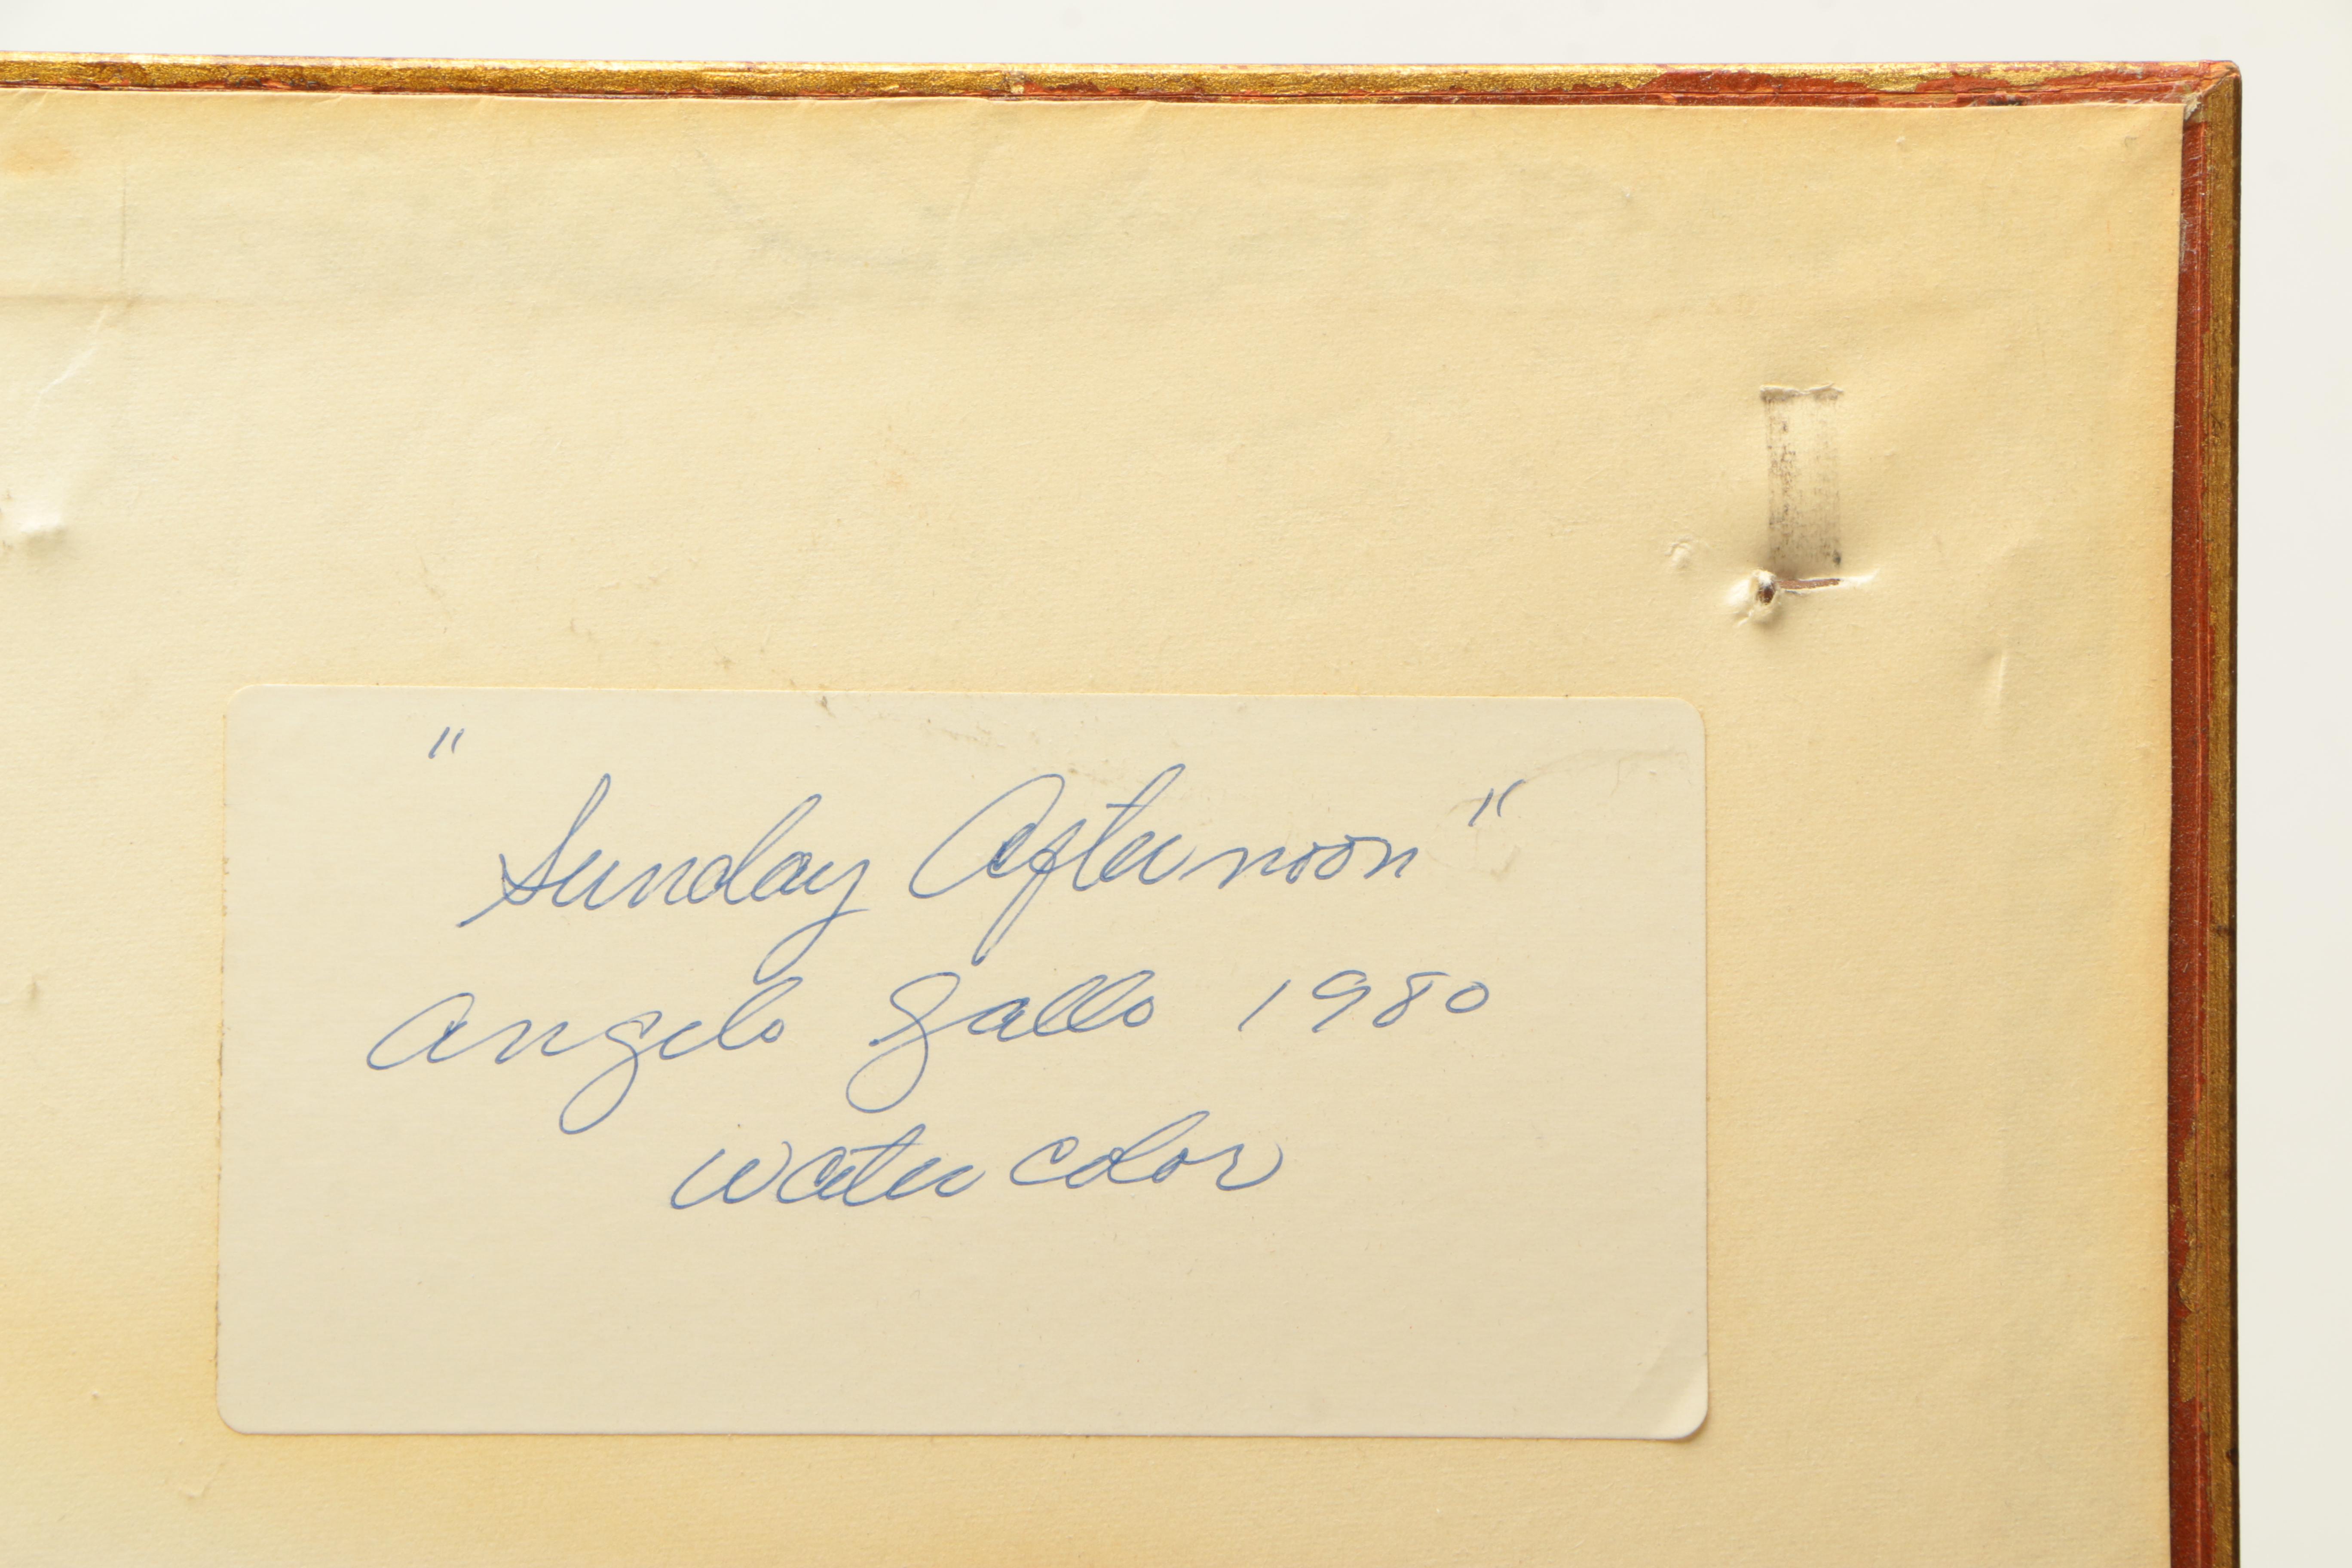 "Sunday Afternoon"
Angelo Gallo 1980
Watercolor